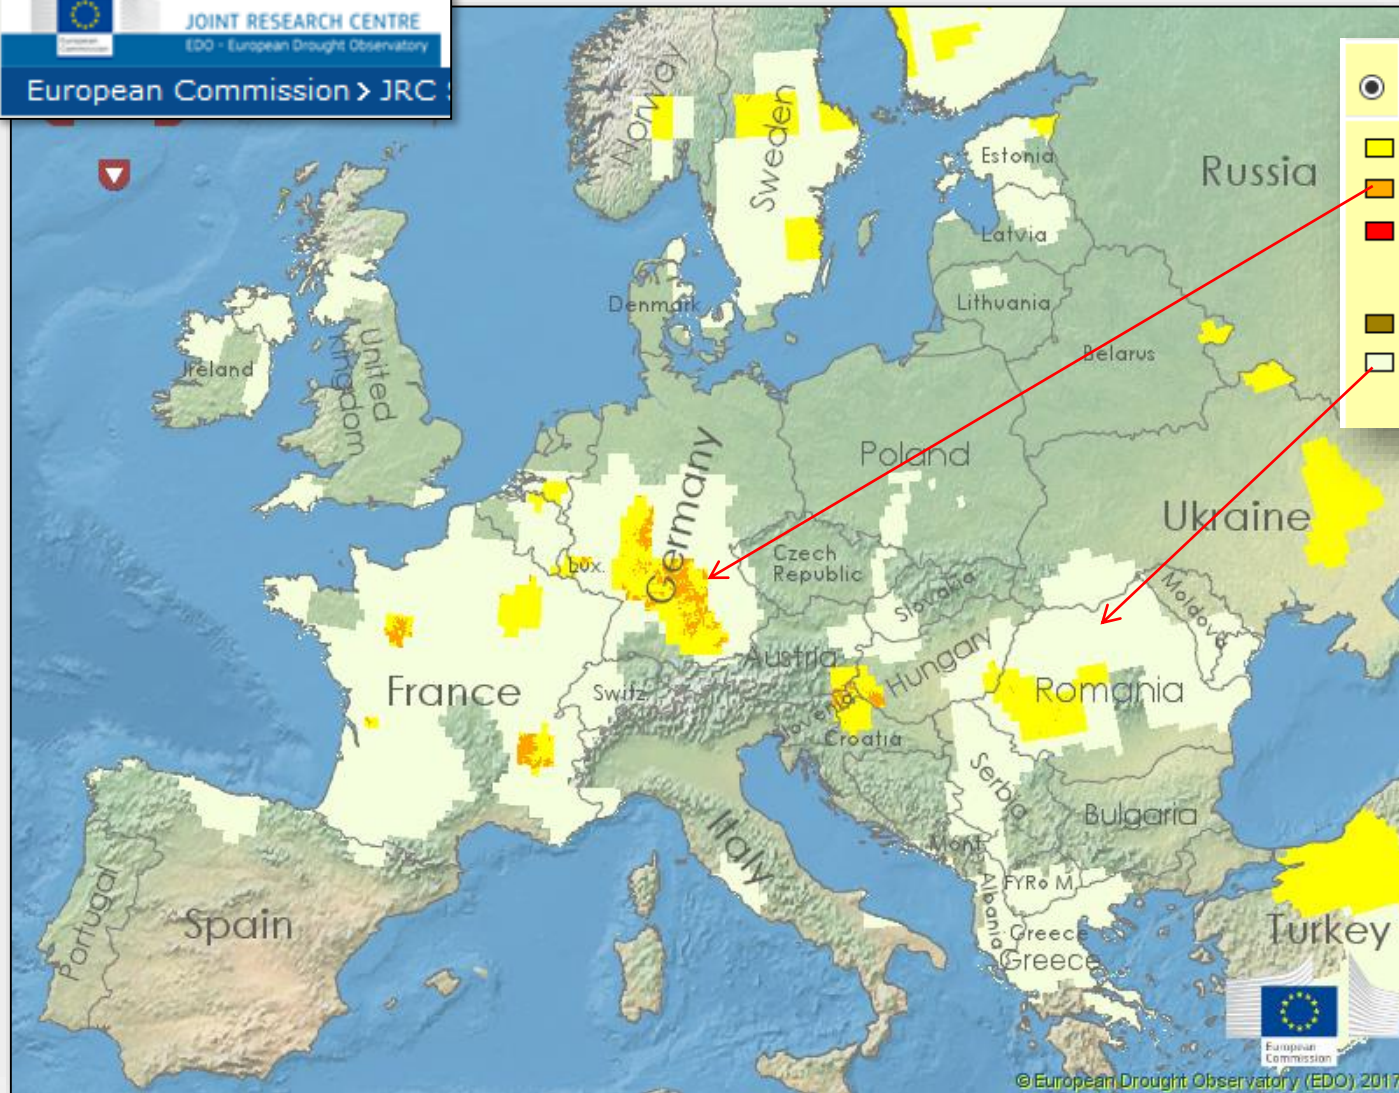 European
Commission
JOINT RESEARCH CENTRE
EDO - European Drought Observatory
European Commission > JRC
Norway
Sweden
Estonia
Russia
Latvia
Denmark
Lithuania
Ireland
United
Kingdom
Belarus
Germany
Poland
Ukraine
Czech
Republic
Lux.
Slovakia
Moldova
Austria
Hungary
France
Switz.
Romania
Slovenia
Croatia
Serbia
Bulgaria
Italy
Mont.
FYRo M
Albania
Portugal
Spain
Greece
Greece
Turkey
European
Commission
© European Drought Observatory (EDO) 2017